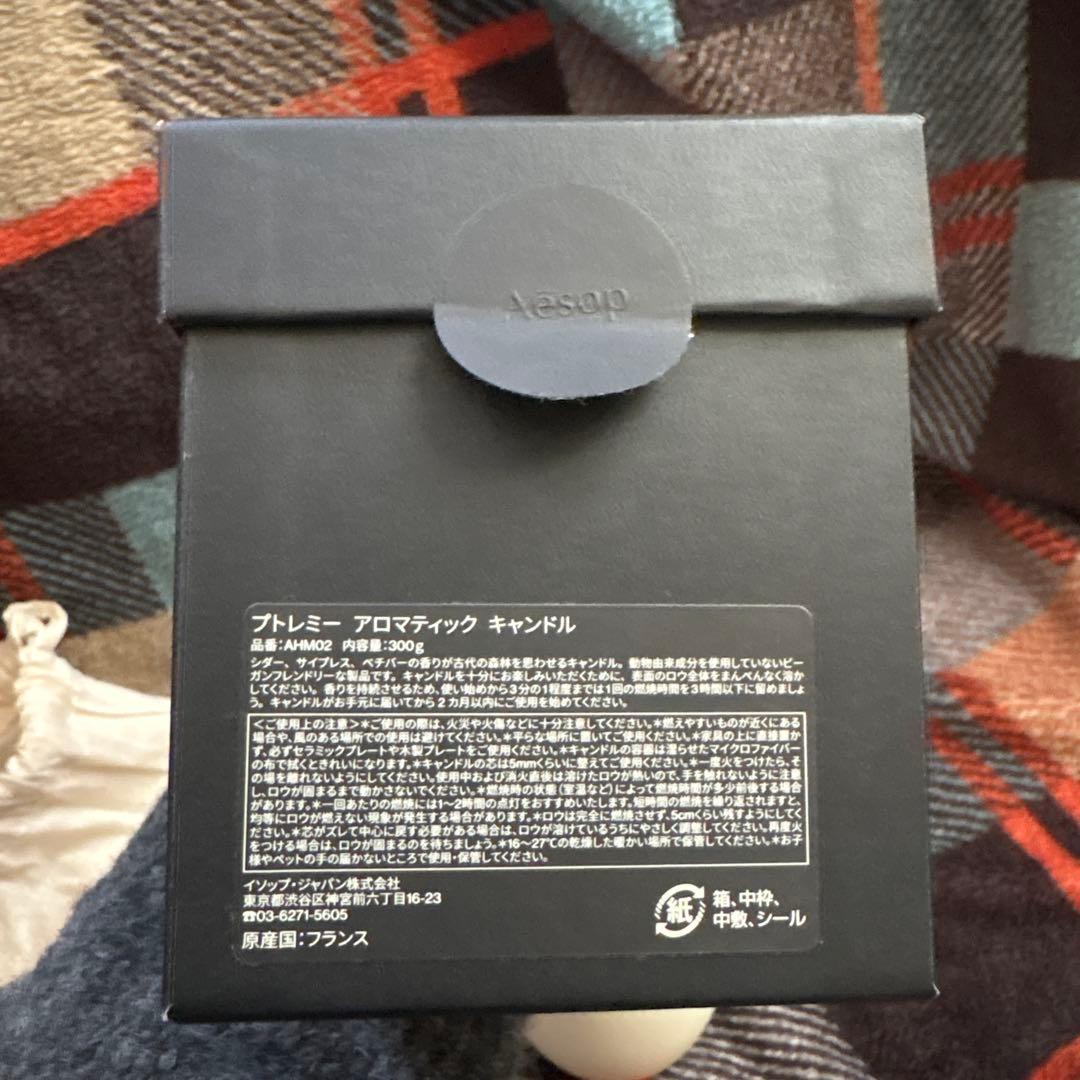 Aēsop
プトレミー アロマティック キャンドル
品番:AHM02 内容量:300g
シダー、サイプレス、ベチバーの香りが古代の森林を思わせるキャンドル。動物由来成分を使用していないビー
ガンフレンドリーな製品です。キャンドルを十分にお楽しみいただくために、表面のロウ全体をまんべんなく溶か
してください。香りを持続させるため、使い始めから3分の1程度までは1回の燃焼時間を3時間以下に留めましょ
う。キャンドルがお手元に届いてから2カ月以内にご使用を始めてください。
<ご使用上の注意>*ご使用の際は、火災や火傷などに十分注意してください。*燃えやすいものが近くにある
場合や、風のある場所での使用は避けてください。*平らな場所に置いてご使用ください。*家具の上に直接置か
ず、必ずセラミックプレートや木製プレートをご使用ください。*キャンドルの容器は湿らせたマイクロファイバー
の布で拭くときれいになります。*キャンドルの芯は5mmくらいに整えてご使用ください。*一度火をつけたら、そ
の場を離れないようにしてください。使用中および消火直後は溶けたロウが熱いので、手を触れないように注意
し、ロウが固まるまで動かさないでください。*燃焼時の状態(室温など)によって燃焼時間が多少前後する場合
があります。*一回あたりの燃焼には1〜2時間の点灯をおすすめいたします。短時間の燃焼を繰り返されますと、
均等にロウが燃えない現象が発生する場合があります。*ロウは完全に燃焼させず、5cmくらい残すようにしてく
ださい。*芯がズレて中心に戻す必要がある場合は、ロウが溶けているうちにやさしく調整してください。再度火
をつける場合は、ロウが固まるのを待ちましょう。*16〜27℃の乾燥した暖かい場所で保管してください。*お子
様やペットの手の届かないところで使用・保管してください。
イソップ・ジャパン株式会社
東京都渋谷区神宮前六丁目16-23
☎03-6271-5605
原産国:フランス
紙 箱、中枠、
中敷、シール